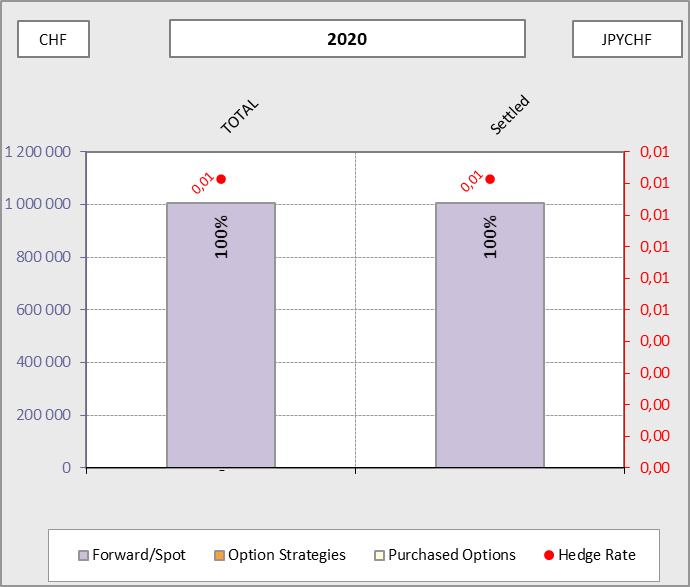 CHF
2020
JPYCHF
TOTAL
Settled
1 200 000
1 000 000
800 000
600 000
400 000
200 000
0
0,01
0,01
100%
100%
0,01
0,01
0,01
0,01
0,01
0,01
0,00
0,00
0,00
0,00
0,00
-
Forward/Spot
Option Strategies
Purchased Options
Hedge Rate